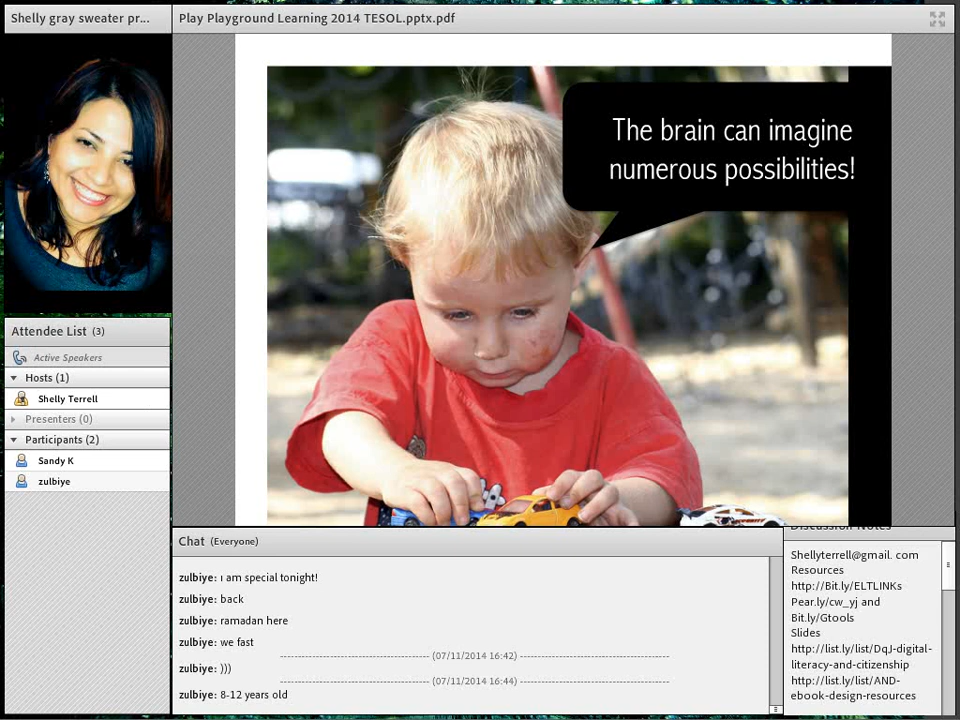 Shelly gray sweater pr...
Play Playground Learning 2014 TESOL.pptx.pdf
The brain can imagine
numerous possibilities!
Attendee List (3)
Active Speakers
Hosts (1)
Shelly Terrell
Presenters (0)
Participants (2)
Sandy K
zulbiye
Chat (Everyone)
zulbiye: ı am special tonight!
zulbiye: back
zulbiye: ramadan here
zulbiye: we fast
(07/11/2014 16:42)
zulbiye: )))
(07/11/2014 16:44)
zulbiye: 8-12 years old
Discussion Notes
Shellyterrell@gmail. com
Resources
http://Bit.ly/ELTLINKs
Pear.ly/cw_yj and
Bit.ly/Gtools
Slides
http://list.ly/list/DqJ-digital-
literacy-and-citizenship
http://list.ly/list/AND-
ebook-design-resources